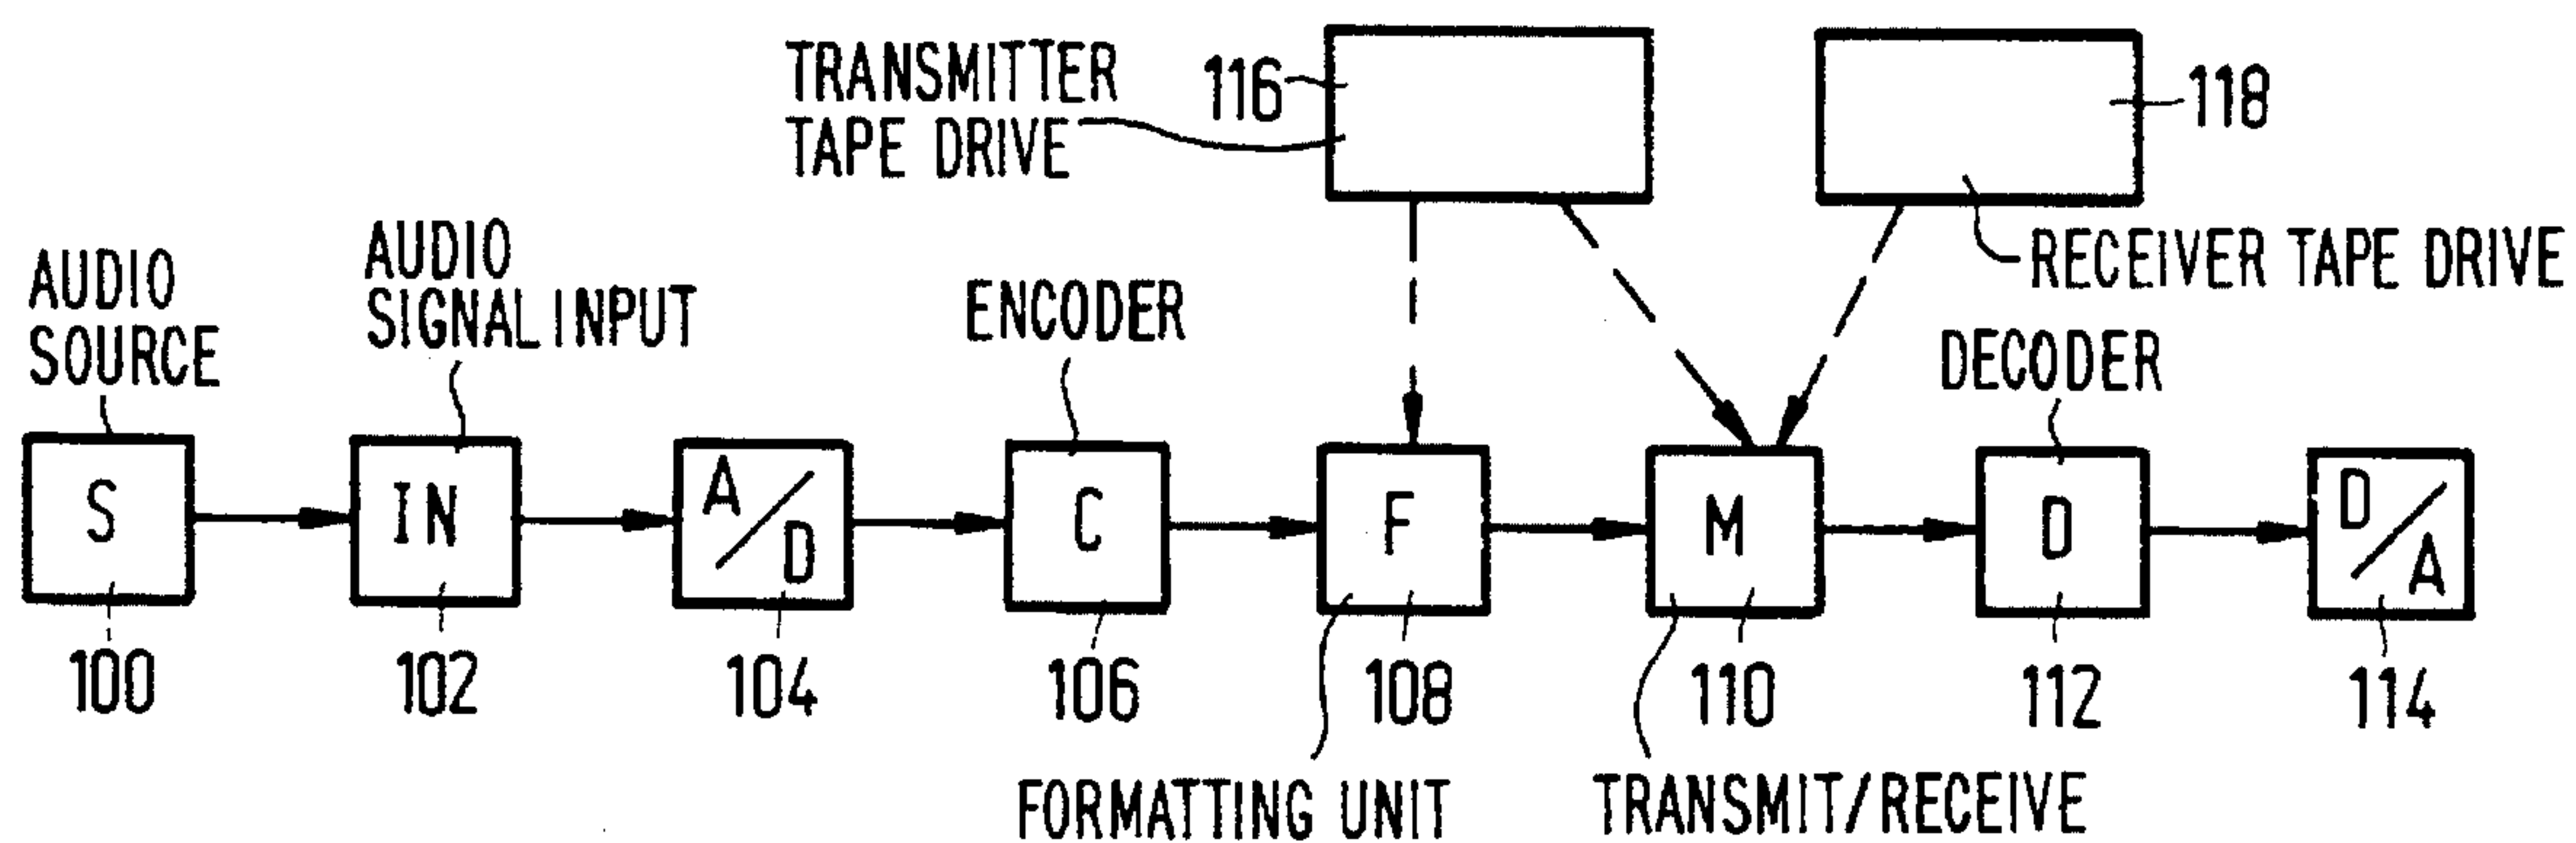 TRANSMITTER
TAPE DRIVE
116
118
RECEIVER TAPE DRIVE
AUDIO
SOURCE
AUDIO
SIGNAL INPUT
ENCODER
DECODER
S
IN
A/D
C
F
M
D
D/A
100
102
104
106
108
110
112
114
FORMATTING UNIT
TRANSMIT/RECEIVE